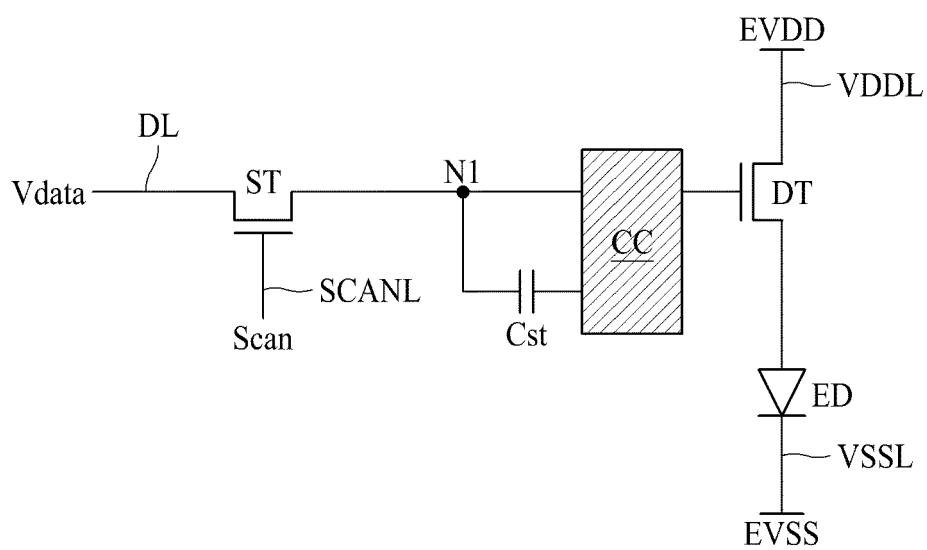 EVDD
VDDL
DL
Vdata
ST
N1
DT
CC
SCANL
Scan
Cst
ED
VSSL
EVSS